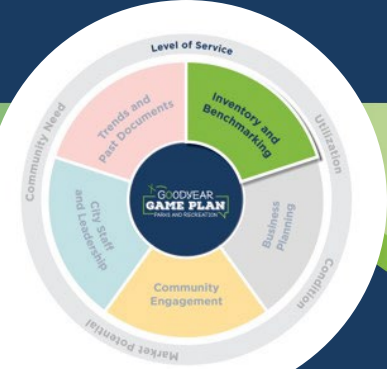 Level of Service
Inventory and
Benchmarking
Utilization
Business
Planning
Condition
Community
Engagement
Market Potential
City Staff
and Leadership
Community Need
Trends and
Past Documents
GOODYEAR
GAME PLAN
PARKS AND RECREATION